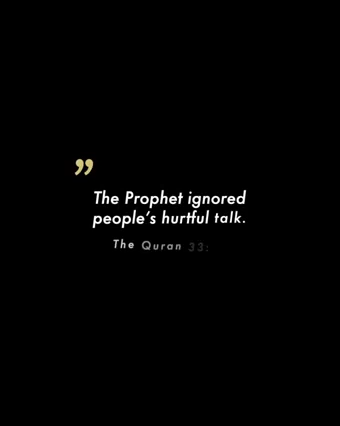 ”
The Prophet ignored
people’s hurtful talk.
The Quran 33: